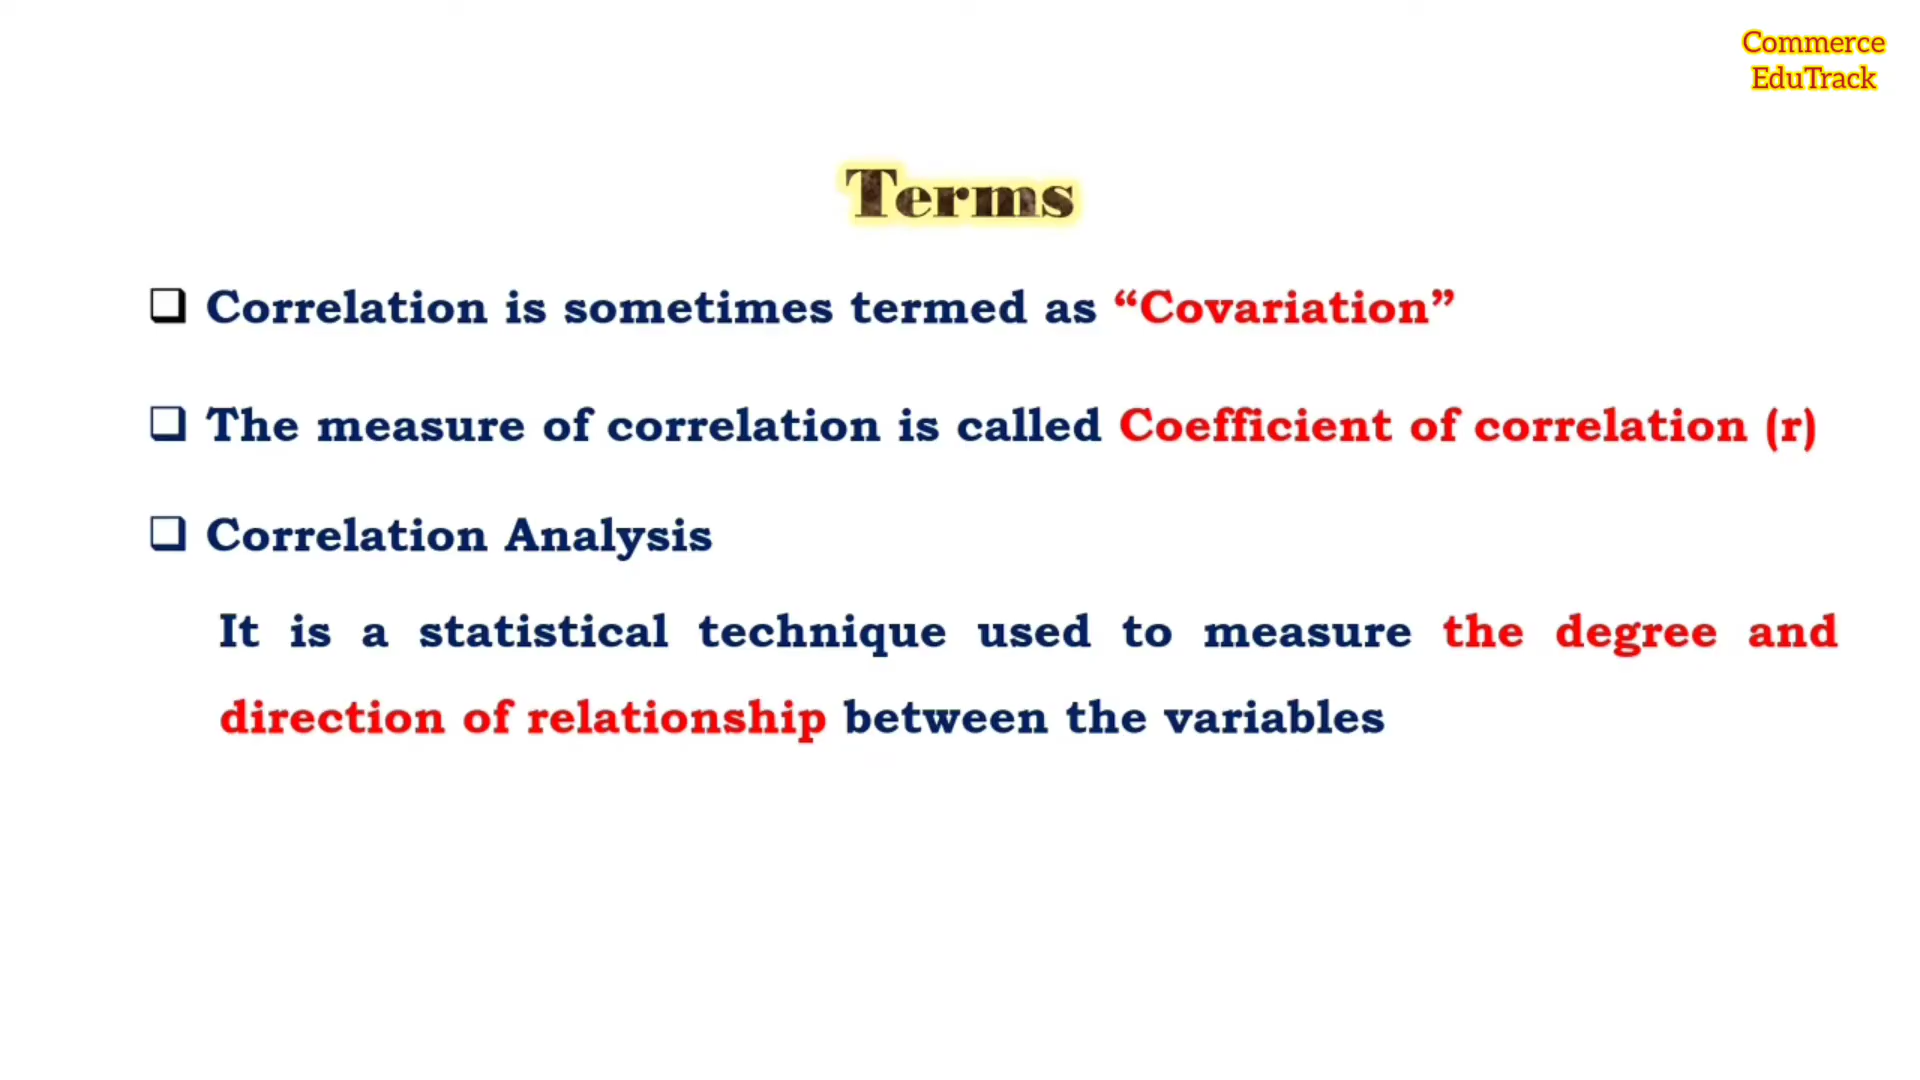 Commerce
EduTrack
Terms
❑ Correlation is sometimes termed as “Covariation”
❑ The measure of correlation is called Coefficient of correlation (r)
❑ Correlation Analysis
It is a statistical technique used to measure the degree and
direction of relationship between the variables